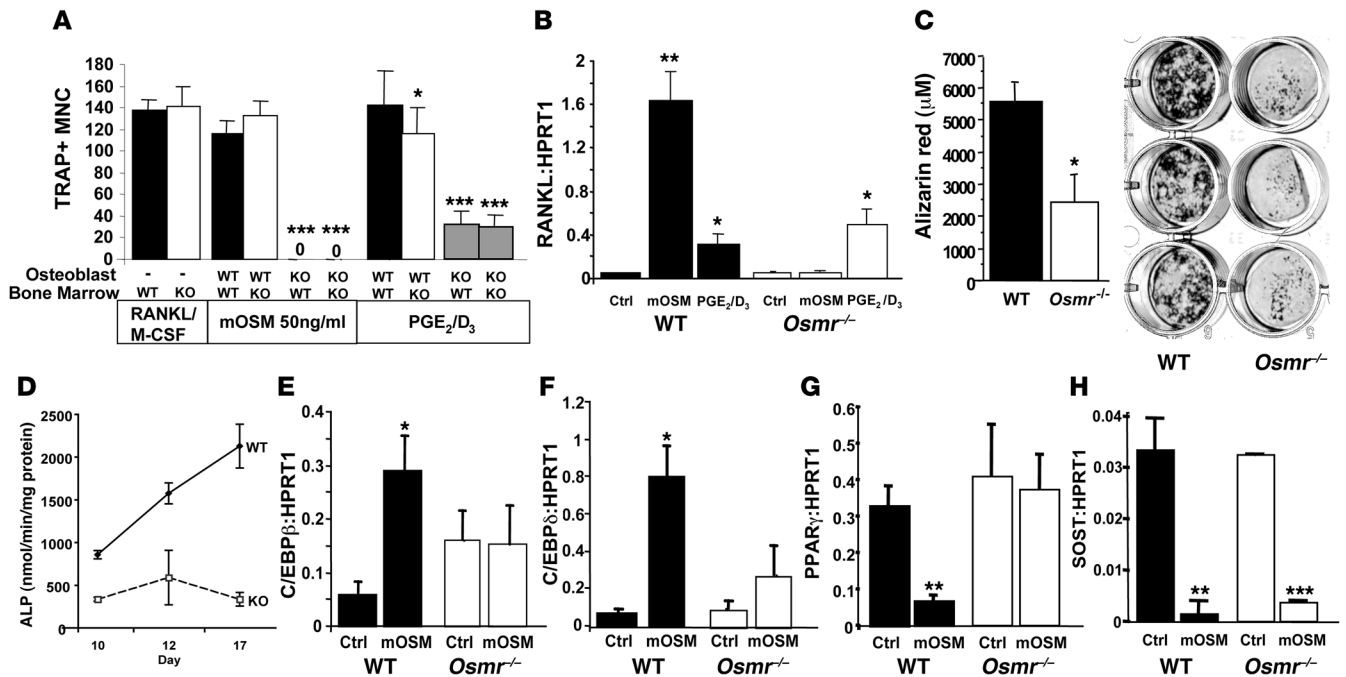 A
TRAP+ MNC
180
160
140
120
100
80
60
40
20
0
*
*** *** *** ***
0 0
Osteoblast - - WT WT KO KO WT WT KO KO
Bone Marrow WT KO WT KO WT KO WT KO WT KO
RANKL/
M-CSF
mOSM 50ng/ml
PGE2/D3
B
RANKL:HPRT1
2
1.6
1.2
0.8
0.4
0
**
*
*
Ctrl mOSM PGE2/D3 Ctrl mOSM PGE2/D3
WT Osmr–/–
C
Alizarin red (μM)
7000
6000
5000
4000
3000
2000
1000
0
*
WT Osmr-/-
WT Osmr–/–
D
ALP (nmol/min/mg protein)
2500
2000
1500
1000
500
0
WT
KO
10 12 17
Day
E
C/EBPβ:HPRT1
0.4
0.3
0.2
0.1
0
*
Ctrl mOSM Ctrl mOSM
WT Osmr–/–
F
C/EBPδ:HPRT1
1.2
1
0.8
0.6
0.4
0.2
0
*
Ctrl mOSM Ctrl mOSM
WT Osmr–/–
G
PPARγ:HPRT1
0.6
0.5
0.4
0.3
0.2
0.1
0
**
Ctrl mOSM Ctrl mOSM
WT Osmr–/–
H
SOST:HPRT1
0.04
0.03
0.02
0.01
0
** ***
Ctrl mOSM Ctrl mOSM
WT Osmr–/–